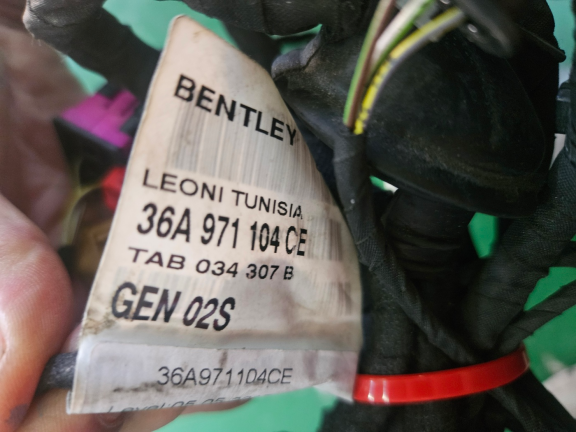 BENTLEY
LEONI TUNISIA
36A 971 104 CE
TAB 034 307 B
GEN 02S
36A971104CE